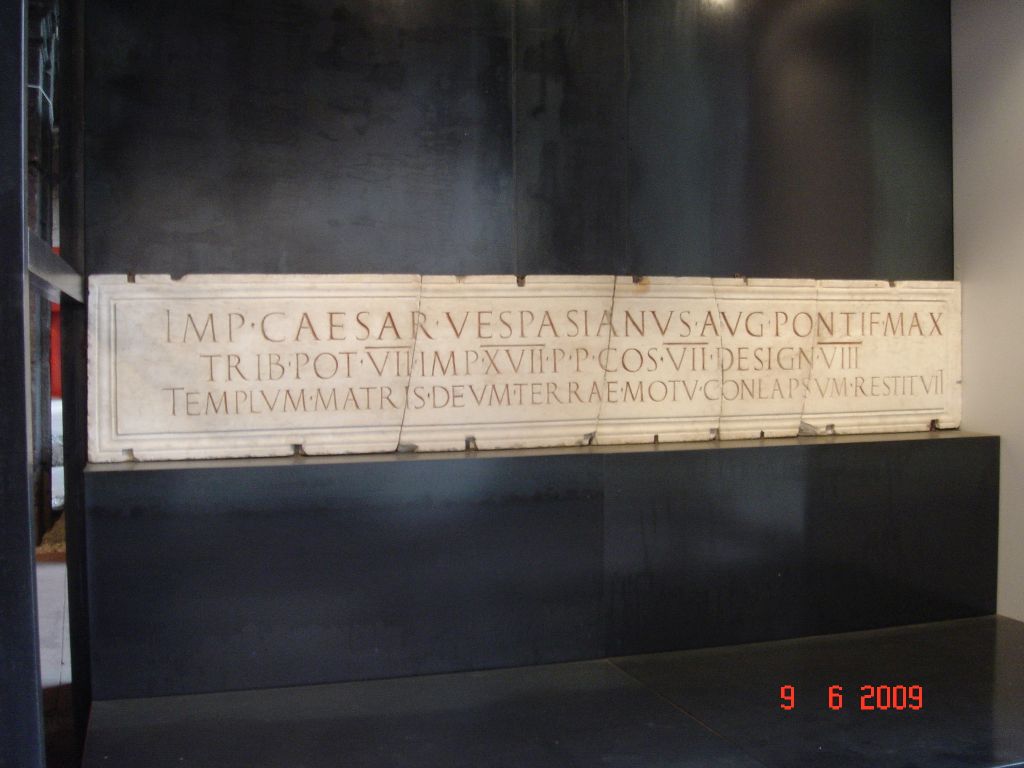 IMP·CAESAR·VESPASIANVS·AVG·PONTIF·MAX
TRIB·POT·VII·IMP·XVII·P·P·COS·VII·DESIGN·VIII
TEMPLVM·MATRIS·DEVM·TERRAE·MOTV·CONLAPSVM·RESTITVIT
9 6 2009